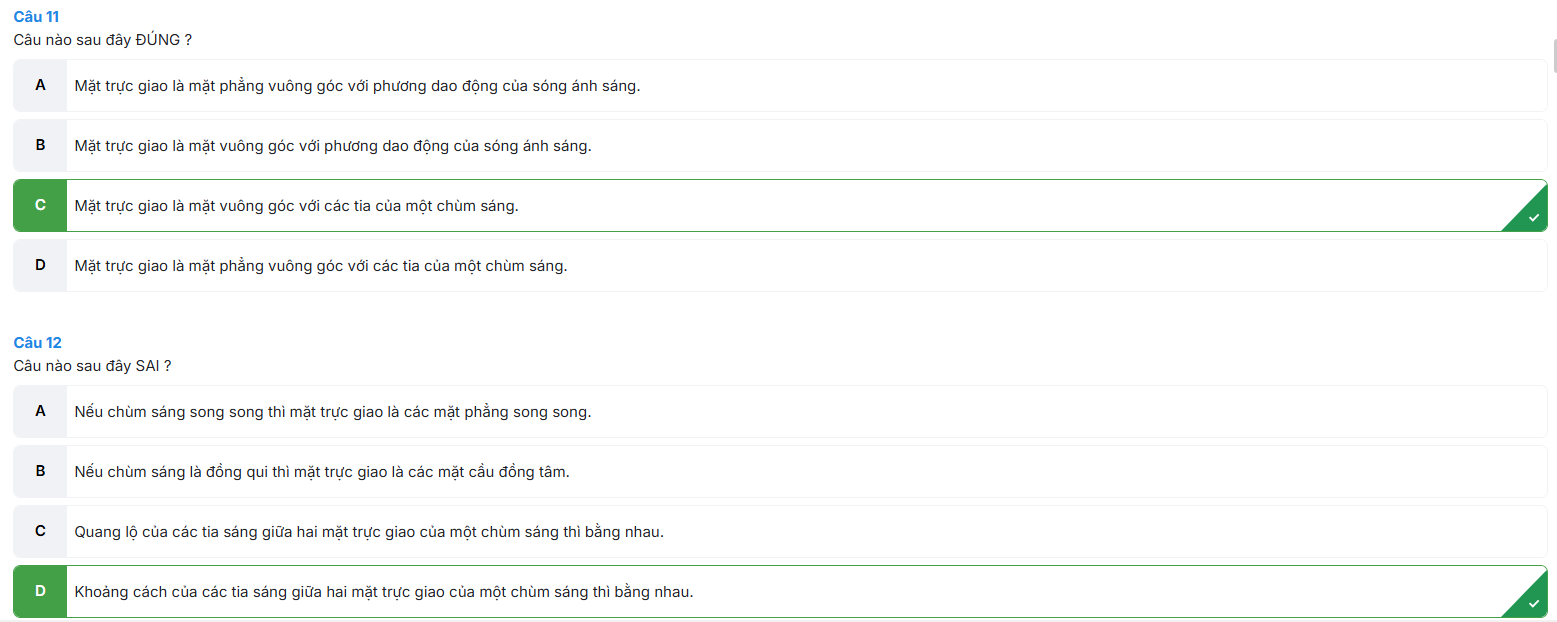 Câu 11
Câu nào sau đây ĐÚNG ?
A Mặt trực giao là mặt phẳng vuông góc với phương dao động của sóng ánh sáng.
B Mặt trực giao là mặt vuông góc với phương dao động của sóng ánh sáng.
C Mặt trực giao là mặt vuông góc với các tia của một chùm sáng.
D Mặt trực giao là mặt phẳng vuông góc với các tia của một chùm sáng.
Câu 12
Câu nào sau đây SAI ?
A Nếu chùm sáng song song thì mặt trực giao là các mặt phẳng song song.
B Nếu chùm sáng là đồng qui thì mặt trực giao là các mặt cầu đồng tâm.
C Quang lộ của các tia sáng giữa hai mặt trực giao của một chùm sáng thì bằng nhau.
D Khoảng cách của các tia sáng giữa hai mặt trực giao của một chùm sáng thì bằng nhau.